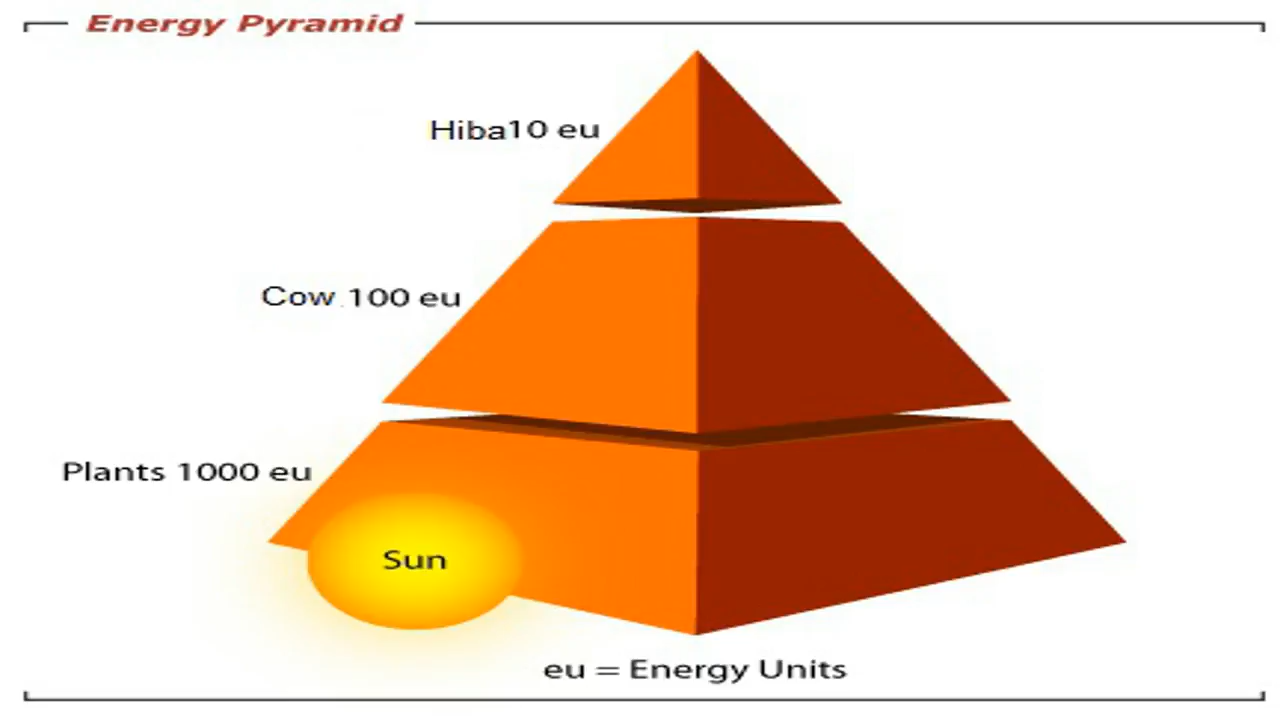 Energy Pyramid
Hiba10 eu
Cow 100 eu
Plants 1000 eu
Sun
eu = Energy Units